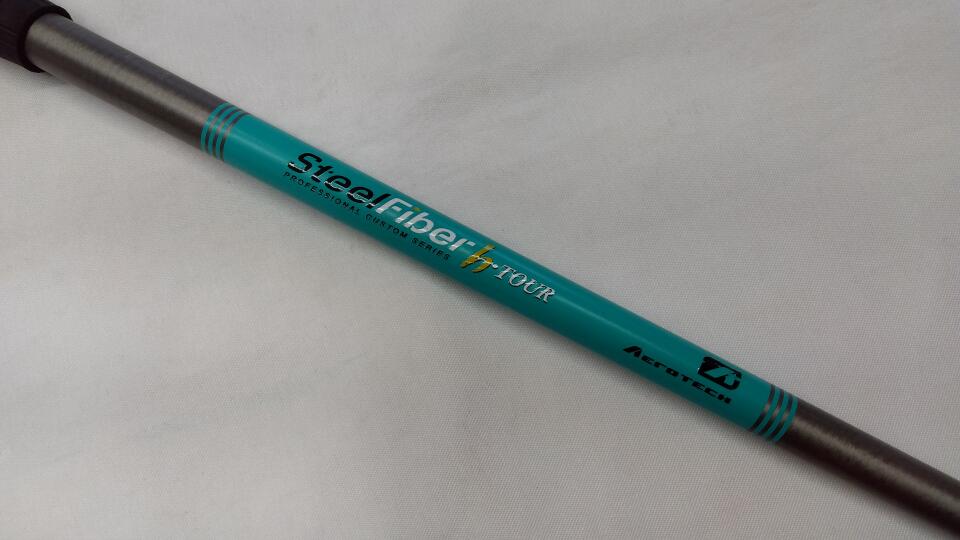 SteelFiber h·TOUR
PROFESSIONAL CUSTOM SERIES
AEROTECH